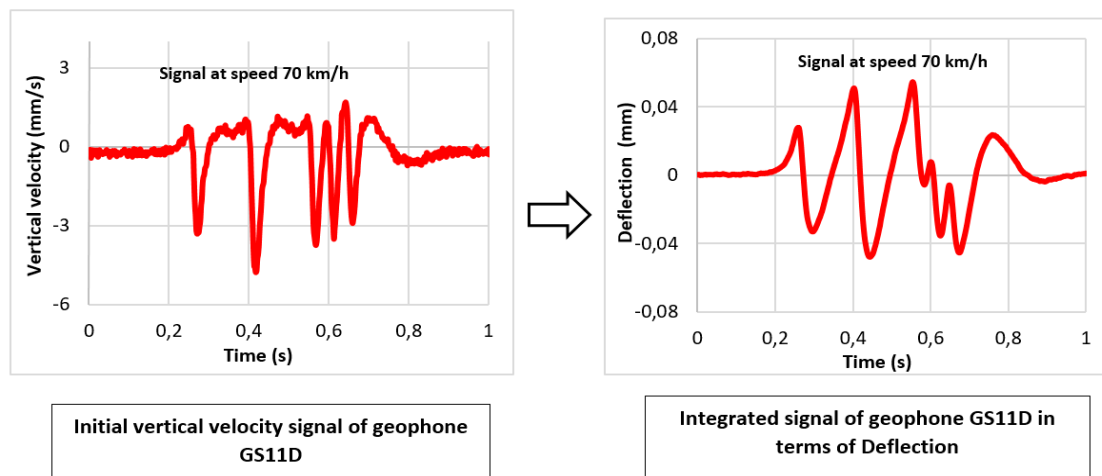 Signal at speed 70 km/h
Vertical velocity (mm/s)
3
0
-3
-6
0 0,2 0,4 0,6 0,8 1
Time (s)
Initial vertical velocity signal of geophone
GS11D
Signal at speed 70 km/h
Deflection (mm)
0,08
0,04
0
-0,04
-0,08
0 0,2 0,4 0,6 0,8 1
Time (s)
Integrated signal of geophone GS11D in
terms of Deflection